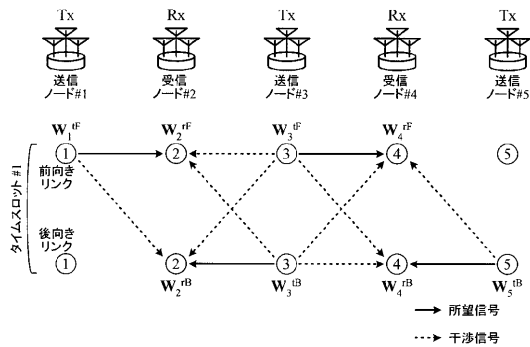 Tx Rx Tx Rx Tx
送信 受信 送信 受信 送信
ノード#1 ノード#2 ノード#3 ノード#4 ノード#5
W₁ᵗF W₂ʳF W₃ᵗF W₄ʳF
タイムスロット#1
① ② ③ ④ ⑤
前向き
リンク
後向き
リンク
① ② ③ ④ ⑤
W₂ʳB W₃ᵗB W₄ʳB W₅ᵗB
所望信号
干渉信号